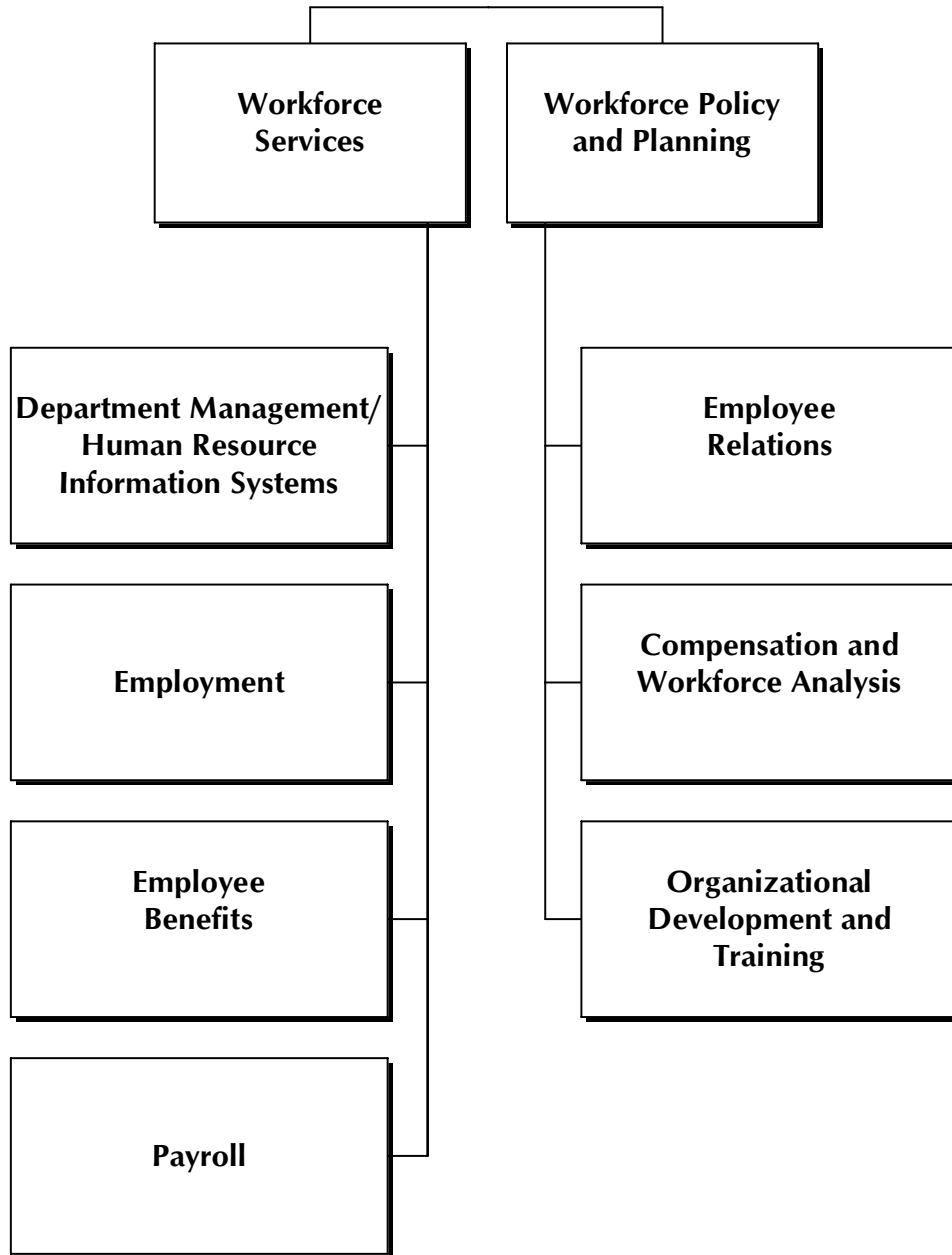 Workforce
Services
Workforce Policy
and Planning
Department Management/
Human Resource
Information Systems
Employee
Relations
Employment
Compensation and
Workforce Analysis
Employee
Benefits
Organizational
Development and
Training
Payroll